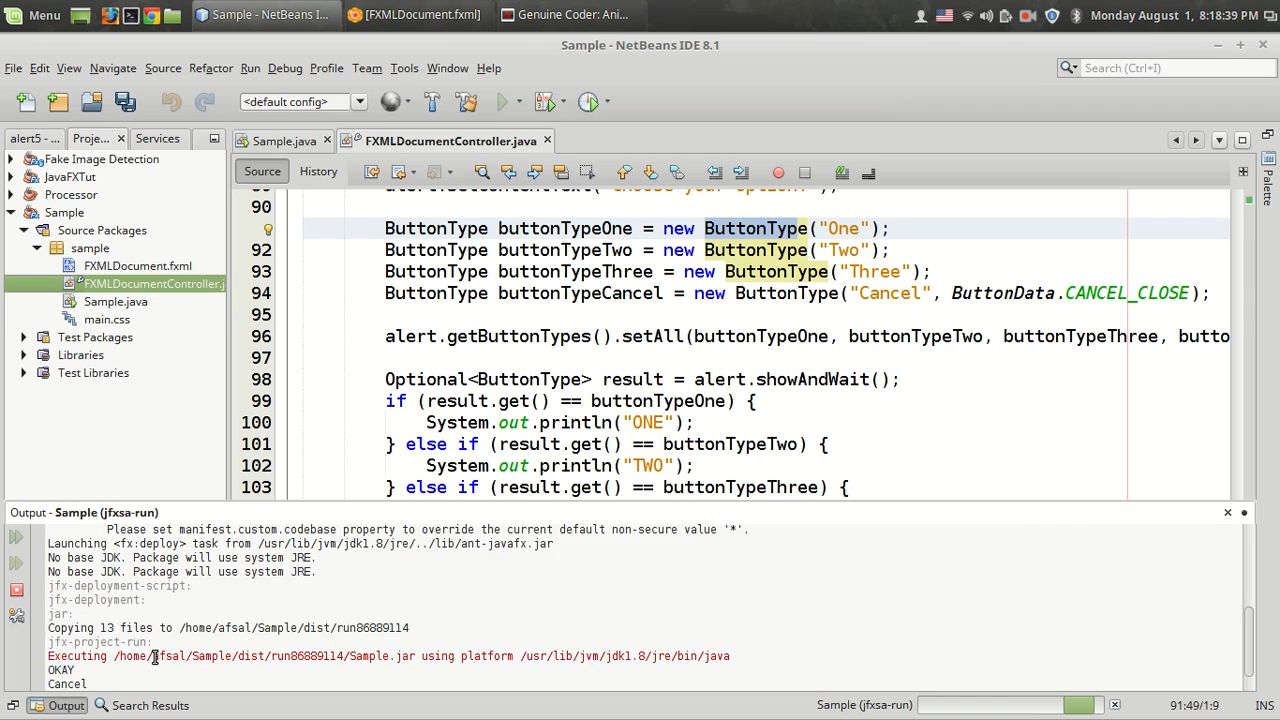 Menu
Sample - NetBeans I...
[FXMLDocument.fxml]
Genuine Coder: Ani...
Monday August 1, 8:18:39 PM
Sample - NetBeans IDE 8.1
File Edit View Navigate Source Refactor Run Debug Profile Team Tools Window Help
Search (Ctrl+I)
<default config>
alert5 - ...
Proje...
Services
Sample.java
FXMLDocumentController.java
Fake Image Detection
JavaFXTut
Processor
Sample
Source Packages
sample
FXMLDocument.fxml
FXMLDocumentController.j
Sample.java
main.css
Test Packages
Libraries
Test Libraries
Source History
Palette
90
ButtonType buttonTypeOne = new ButtonType("One");
92 ButtonType buttonTypeTwo = new ButtonType("Two");
93 ButtonType buttonTypeThree = new ButtonType("Three");
94 ButtonType buttonTypeCancel = new ButtonType("Cancel", ButtonData.CANCEL_CLOSE);
95
96 alert.getButtonTypes().setAll(buttonTypeOne, buttonTypeTwo, buttonTypeThree, butto
97
98 Optional<ButtonType> result = alert.showAndWait();
99 if (result.get() == buttonTypeOne) {
100 System.out.println("ONE");
101 } else if (result.get() == buttonTypeTwo) {
102 System.out.println("TWO");
103 } else if (result.get() == buttonTypeThree) {
Output - Sample (jfxsa-run)
Please set manifest.custom.codebase property to override the current default non-secure value '*'.
Launching <fx:deploy> task from /usr/lib/jvm/jdk1.8/jre/../lib/ant-javafx.jar
No base JDK. Package will use system JRE.
No base JDK. Package will use system JRE.
jfx-deployment-script:
jfx-deployment:
jar:
Copying 13 files to /home/afsal/Sample/dist/run86889114
jfx-project-run:
Executing /home/afsal/Sample/dist/run86889114/Sample.jar using platform /usr/lib/jvm/jdk1.8/jre/bin/java
OKAY
Cancel
Output
Search Results
Sample (jfxsa-run)
91:49/1:9
INS